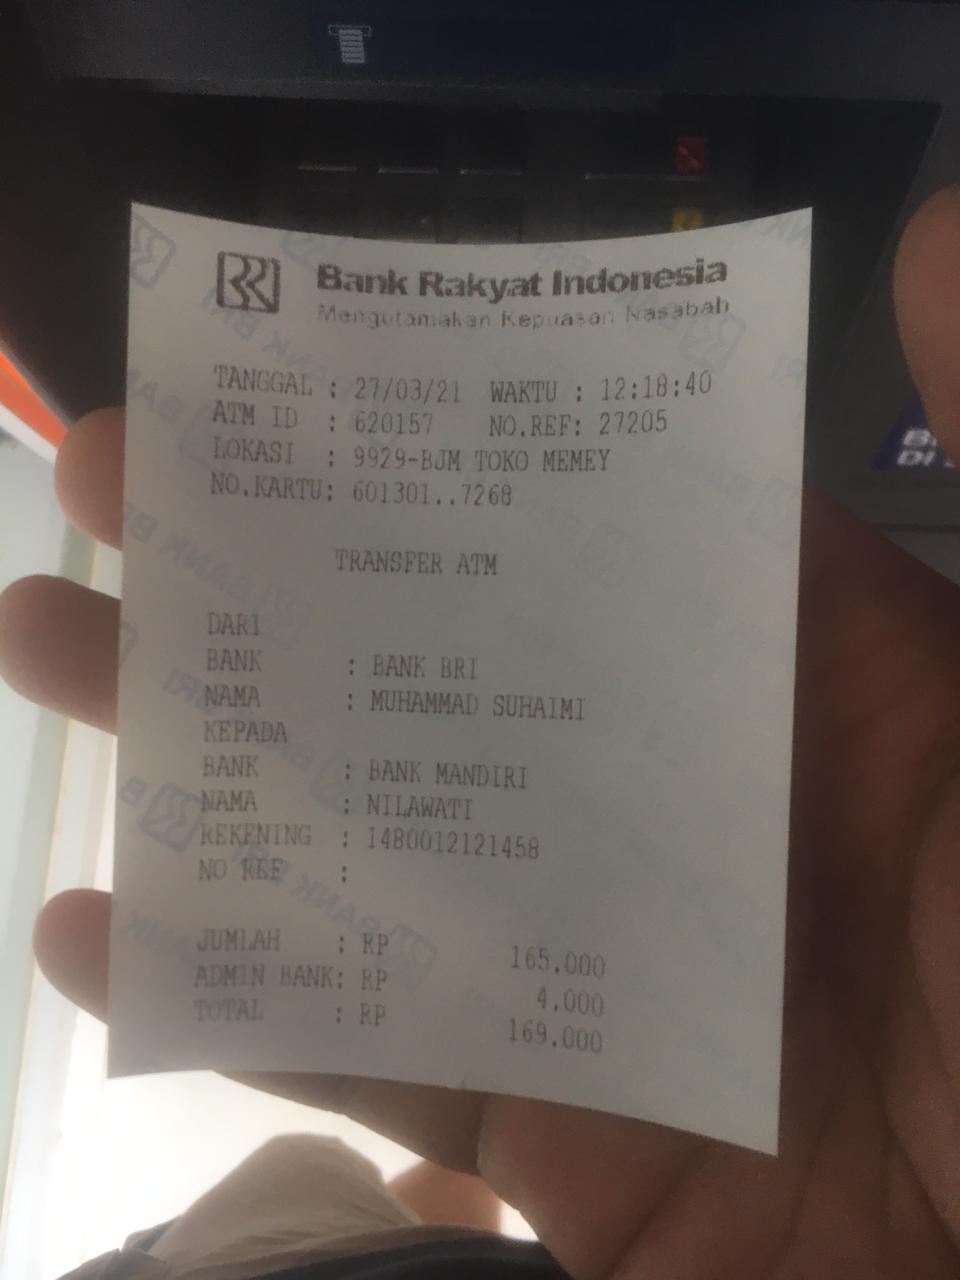 Bank Rakyat Indonesia
Mengutamakan Kepuasan Nasabah
TANGGAL : 27/03/21 WAKTU : 12:18:40
ATM ID : 620157 NO.REF: 27205
LOKASI : 9929-BJM TOKO MEMEY
NO.KARTU: 601301..7268
TRANSFER ATM
DARI
BANK : BANK BRI
NAMA : MUHAMMAD SUHAIMI
KEPADA
BANK : BANK MANDIRI
NAMA : NILAWATI
REKENING : 1480012121458
NO REF :
JUMLAH : RP 165.000
ADMIN BANK: RP 4.000
TOTAL : RP 169.000